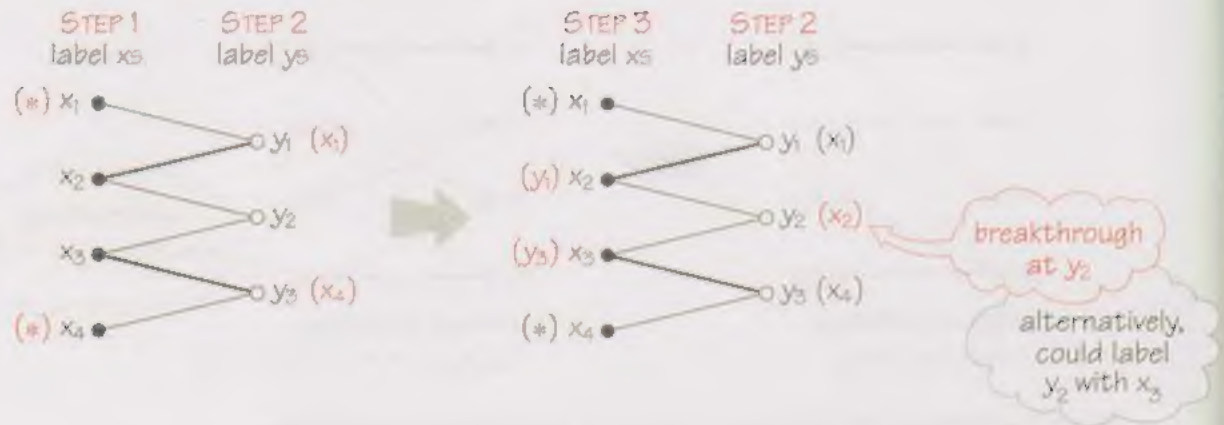 STEP 1 STEP 2
label xs label ys
(*) x₁
y₁ (x₁)
x₂
y₂
x₃
y₃ (x₄)
(*) x₄
STEP 3 STEP 2
label xs label ys
(*) x₁
y₁ (x₁)
(y₁) x₂
y₂ (x₂)
(y₃) x₃
y₃ (x₄)
(*) x₄
breakthrough
at y₂
alternatively,
could label
y₂ with x₃